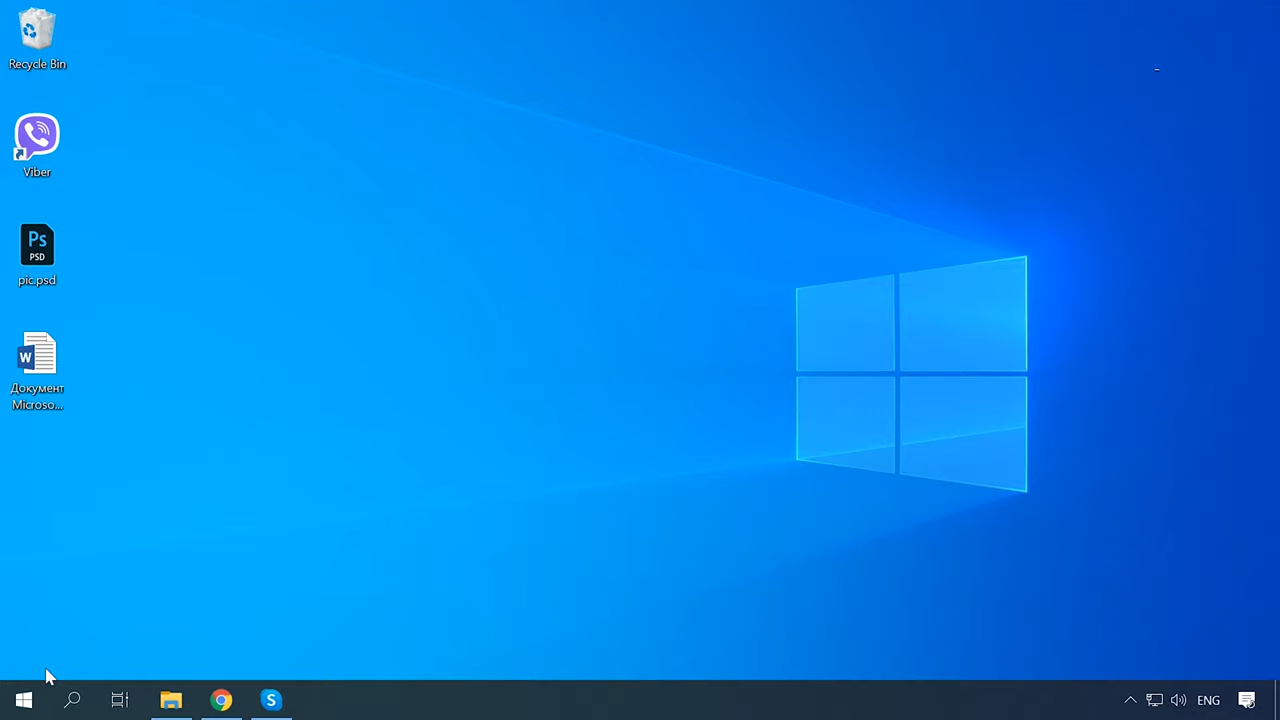 Recycle Bin
Viber
Ps
PSD
pic.psd
W
Документ
Microso...
S
ENG